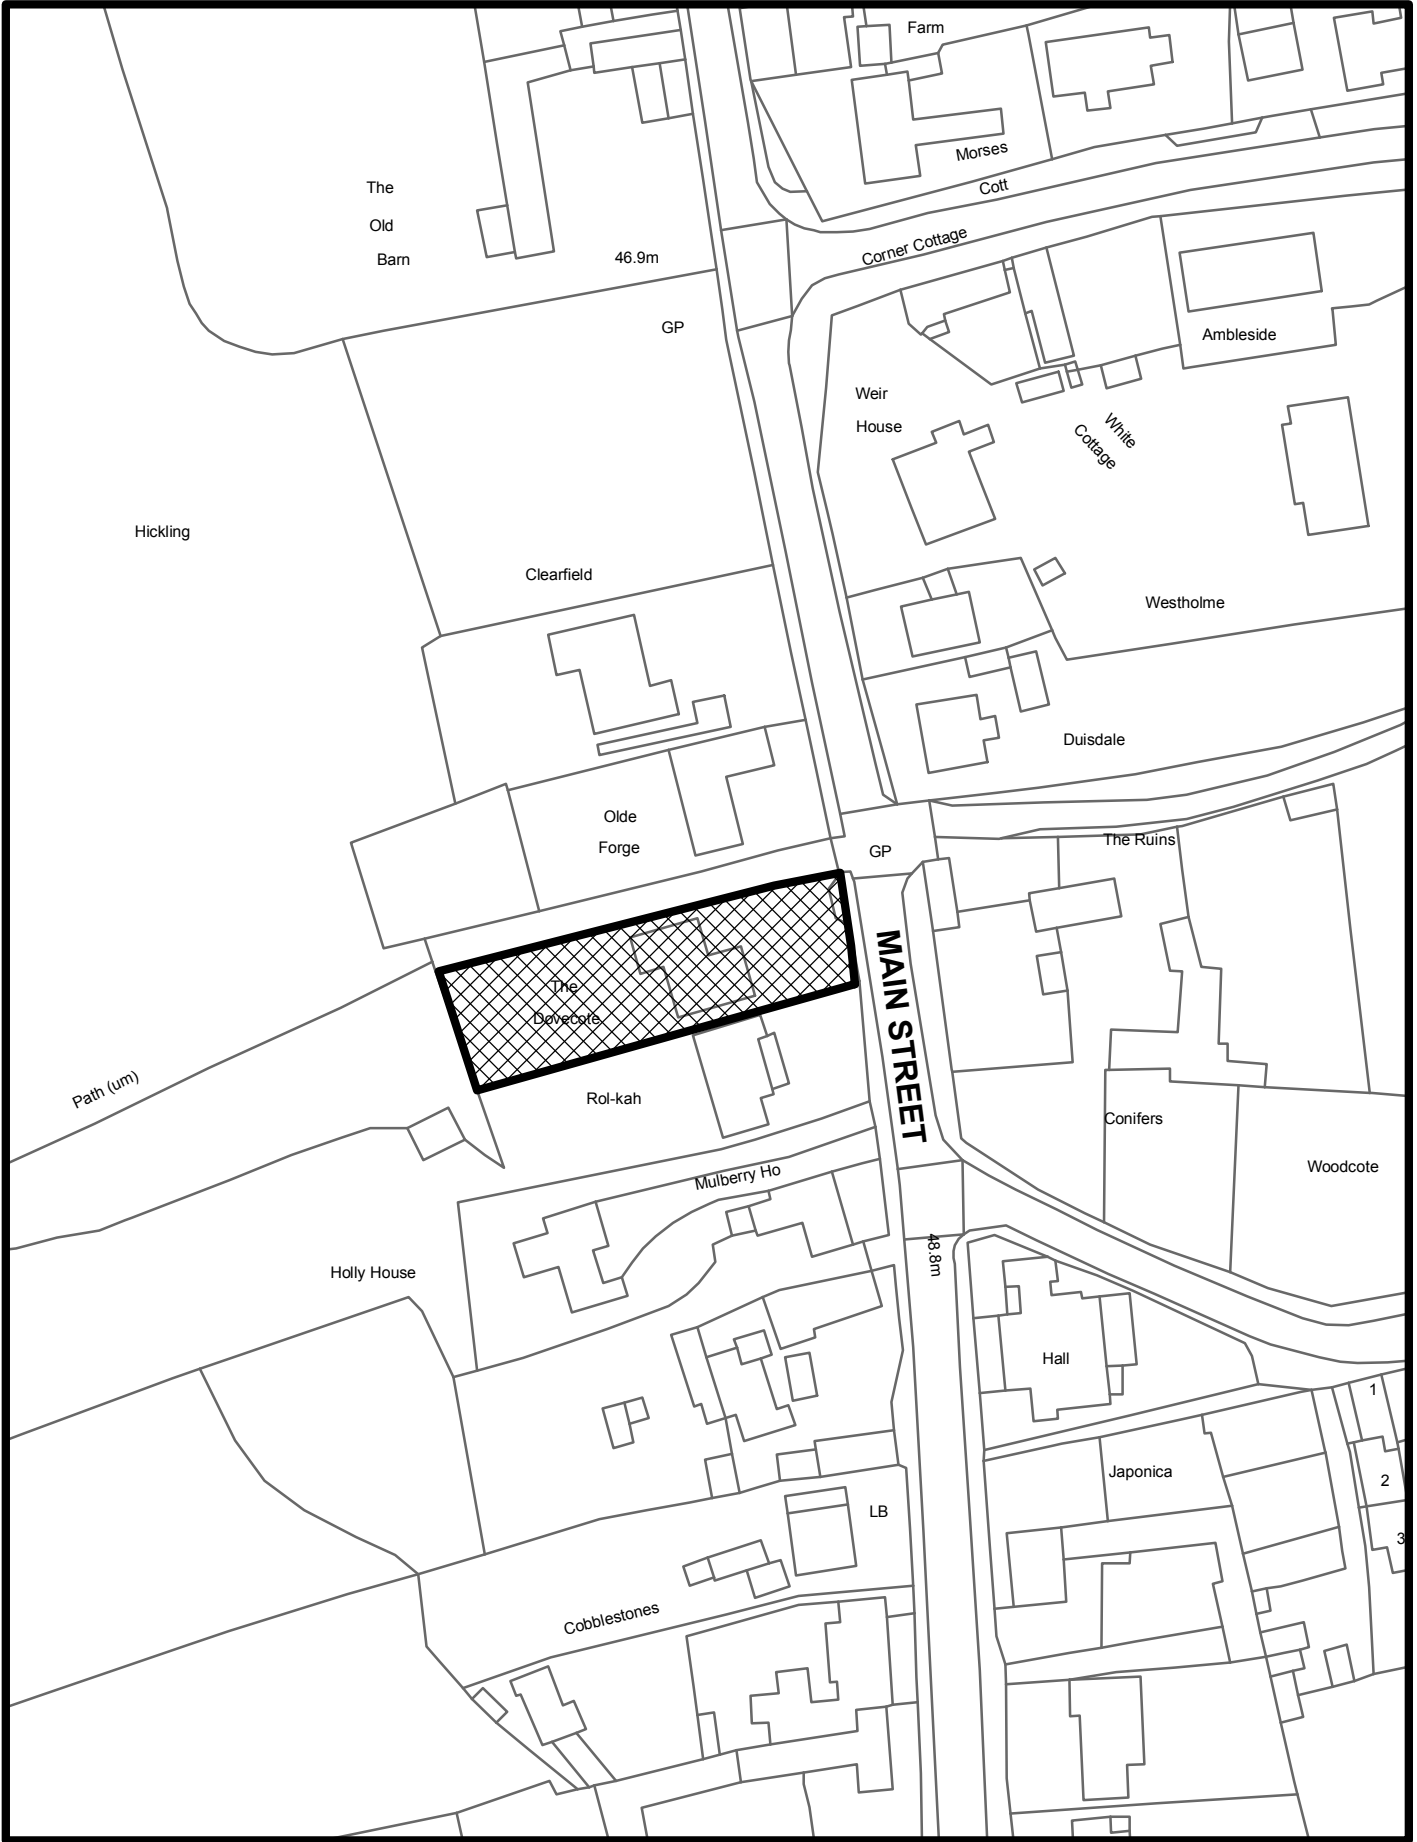 Farm
Morses
Cott
The
Old
Barn
46.9m
Corner Cottage
GP
Ambleside
Weir
House
White
Cottage
Hickling
Clearfield
Westholme
Duisdale
Olde
Forge
GP
The Ruins
MAIN STREET
The
Dovecote
Path (um)
Rol-kah
Conifers
Woodcote
Mulberry Ho
48.8m
Holly House
Hall
1
Japonica
2
LB
3
Cobblestones